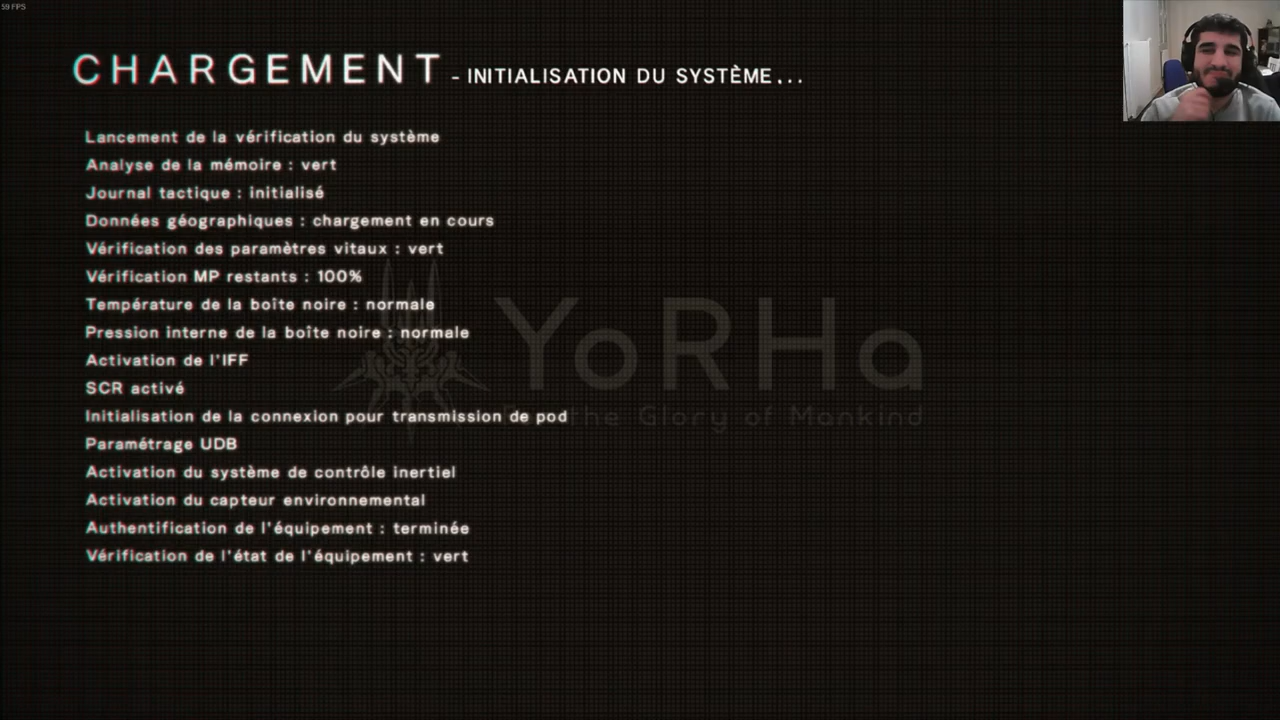 59 FPS
CHARGEMENT - INITIALISATION DU SYSTÈME...
Lancement de la vérification du système
Analyse de la mémoire : vert
Journal tactique : initialisé
Données géographiques : chargement en cours
Vérification des paramètres vitaux : vert
Vérification MP restants : 100%
Température de la boîte noire : normale
Pression interne de la boîte noire : normale
Activation de l'IFF
SCR activé
Initialisation de la connexion pour transmission de pod
Paramétrage UDB
Activation du système de contrôle inertiel
Activation du capteur environnemental
Authentification de l'équipement : terminée
Vérification de l'état de l'équipement : vert
YoRHa
the Glory of Mankind